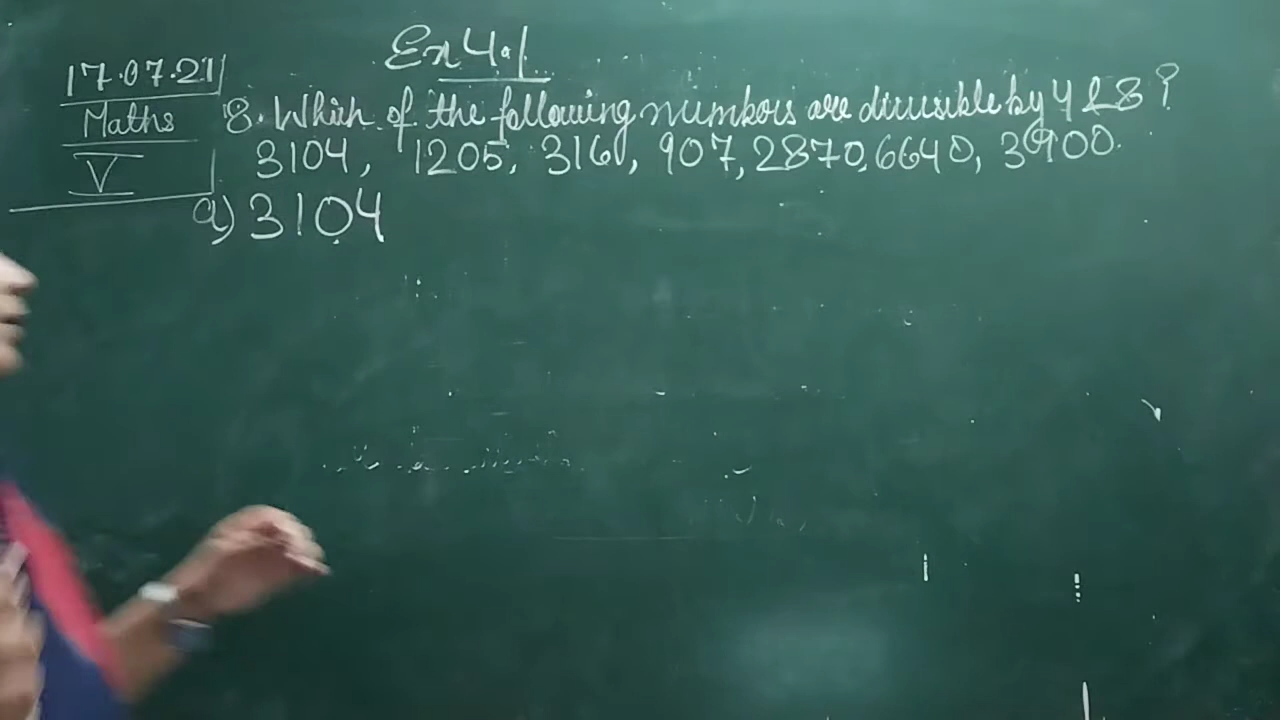 Ex 4.1
17.07.21
Maths
V
8. Which of the following numbers are divisible by 4 & 8?
3104, 1205, 3160, 907, 2870, 6640, 3900.
a) 3104